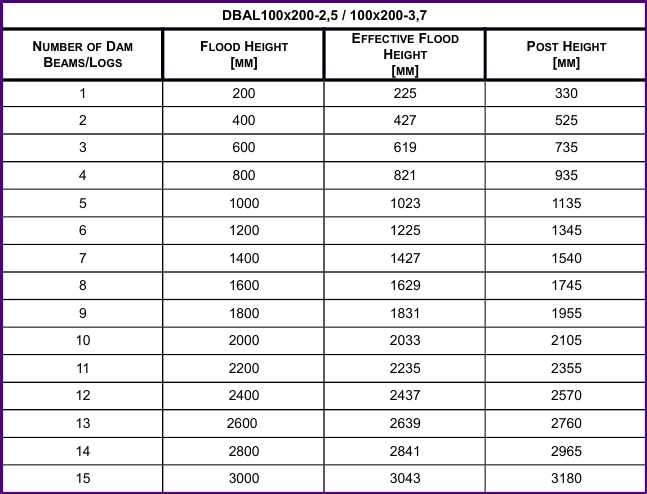 DBAL100x200-2,5 / 100x200-3,7
NUMBER OF DAM BEAMS/LOGS FLOOD HEIGHT [MM] EFFECTIVE FLOOD HEIGHT [MM] POST HEIGHT [MM]
1 200 225 330
2 400 427 525
3 600 619 735
4 800 821 935
5 1000 1023 1135
6 1200 1225 1345
7 1400 1427 1540
8 1600 1629 1745
9 1800 1831 1955
10 2000 2033 2105
11 2200 2235 2355
12 2400 2437 2570
13 2600 2639 2760
14 2800 2841 2965
15 3000 3043 3180